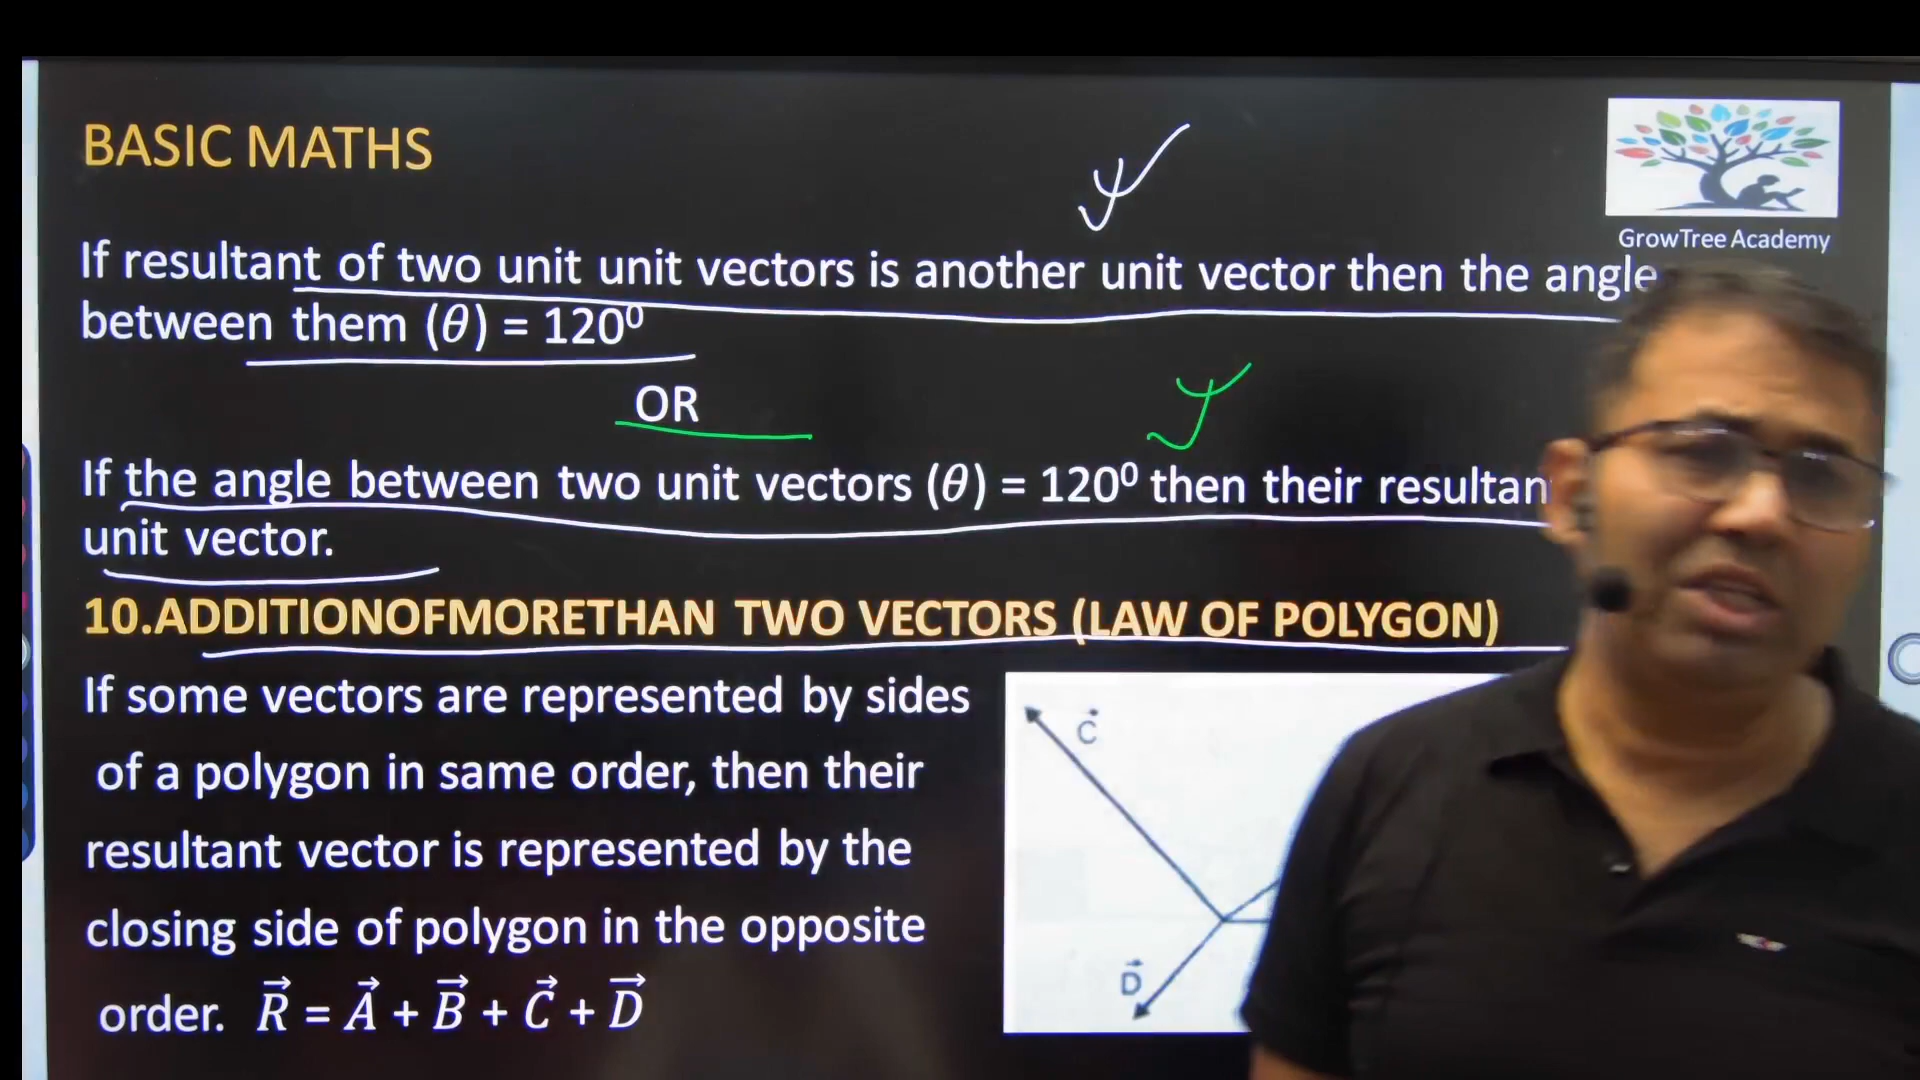 BASIC MATHS
GrowTree Academy
If resultant of two unit unit vectors is another unit vector then the angle
between them (θ) = 120⁰
OR
If the angle between two unit vectors (θ) = 120⁰ then their resultan
unit vector.
10.ADDITIONOFMORETHAN TWO VECTORS (LAW OF POLYGON)
If some vectors are represented by sides
of a polygon in same order, then their
resultant vector is represented by the
closing side of polygon in the opposite
order. R⃗ = A⃗ + B⃗ + C⃗ + D⃗
C⃗
D⃗